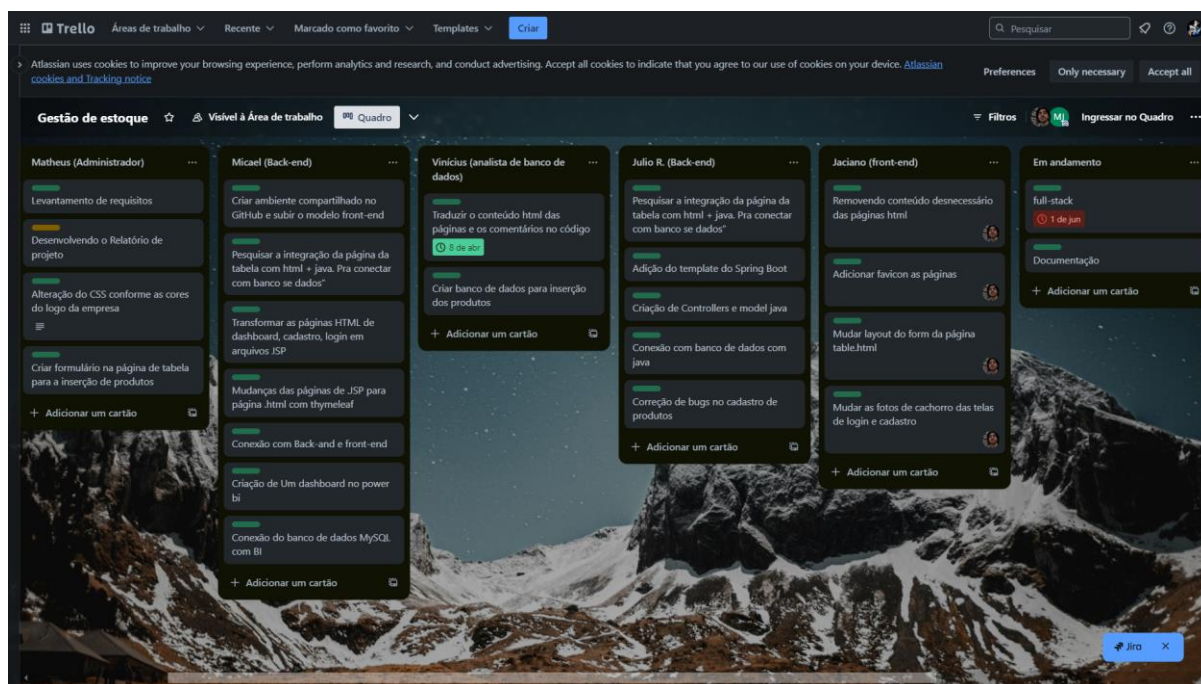 Trello
Áreas de trabalho
Recente
Marcado como favorito
Templates
Criar
Pesquisar
Atlassian uses cookies to improve your browsing experience, perform analytics and research, and conduct advertising. Accept all cookies to indicate that you agree to our use of cookies on your device. Atlassian
cookies and Tracking notice
Preferences
Only necessary
Accept all
Gestão de estoque
Visível à Área de trabalho
Quadro
Filtros
MJ
Ingressar no Quadro
Matheus (Administrador)
Levantamento de requisitos
Desenvolvendo o Relatório de
projeto
Alteração do CSS conforme as cores
do logo da empresa
Criar formulário na página de tabela
para a inserção de produtos
+ Adicionar um cartão
Micael (Back-end)
Criar ambiente compartilhado no
GitHub e subir o modelo front-end
Pesquisar a integração da página da
tabela com html + java. Pra conectar
com banco se dados"
Transformar as páginas HTML de
dashboard, cadastro, login em
arquivos JSP
Mudanças das páginas de .JSP para
página .html com thymeleaf
Conexão com Back-and e front-end
Criação de Um dashboard no power
bi
Conexão do banco de dados MySQL
com BI
+ Adicionar um cartão
Vinícius (analista de banco de
dados)
Traduzir o conteúdo html das
páginas e os comentários no código
8 de abr
Criar banco de dados para inserção
dos produtos
+ Adicionar um cartão
Julio R. (Back-end)
Pesquisar a integração da página da
tabela com html + java. Pra conectar
com banco se dados"
Adição do template do Spring Boot
Criação de Controllers e model java
Conexão com banco de dados com
java
Correção de bugs no cadastro de
produtos
+ Adicionar um cartão
Jaciano (front-end)
Removendo conteúdo desnecessário
das páginas html
Adicionar favicon as páginas
Mudar layout do form da página
table.html
Mudar as fotos de cachorro das telas
de login e cadastro
+ Adicionar um cartão
Em andamento
full-stack
1 de jun
Documentação
+ Adicionar um cartão
Jira